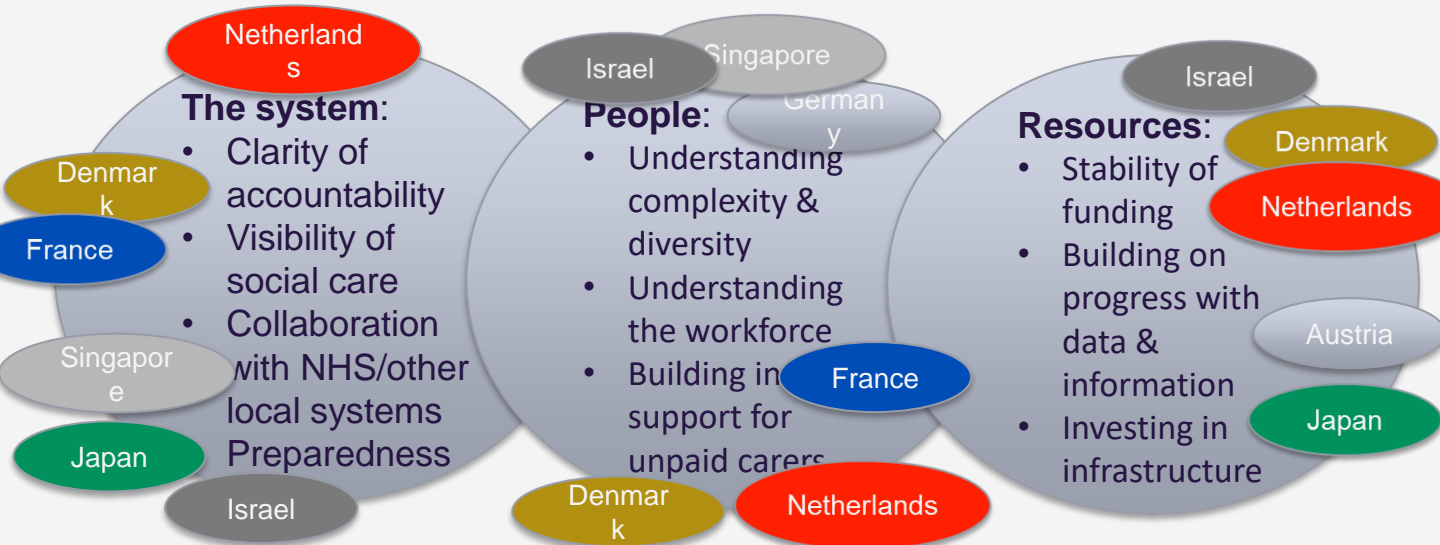 Netherland
s
The system:
• Clarity of
accountability
• Visibility of
social care
• Collaboration
with NHS/other
local systems
Preparedness
Denmar
k
France
Singapor
e
Japan
Israel
Israel
Singapore
German
y
People:
• Understanding
complexity &
diversity
• Understanding
the workforce
• Building in
support for
unpaid carers
France
Denmar
k
Netherlands
Israel
Denmark
Netherlands
Resources:
• Stability of
funding
• Building on
progress with
data &
information
• Investing in
infrastructure
Austria
Japan